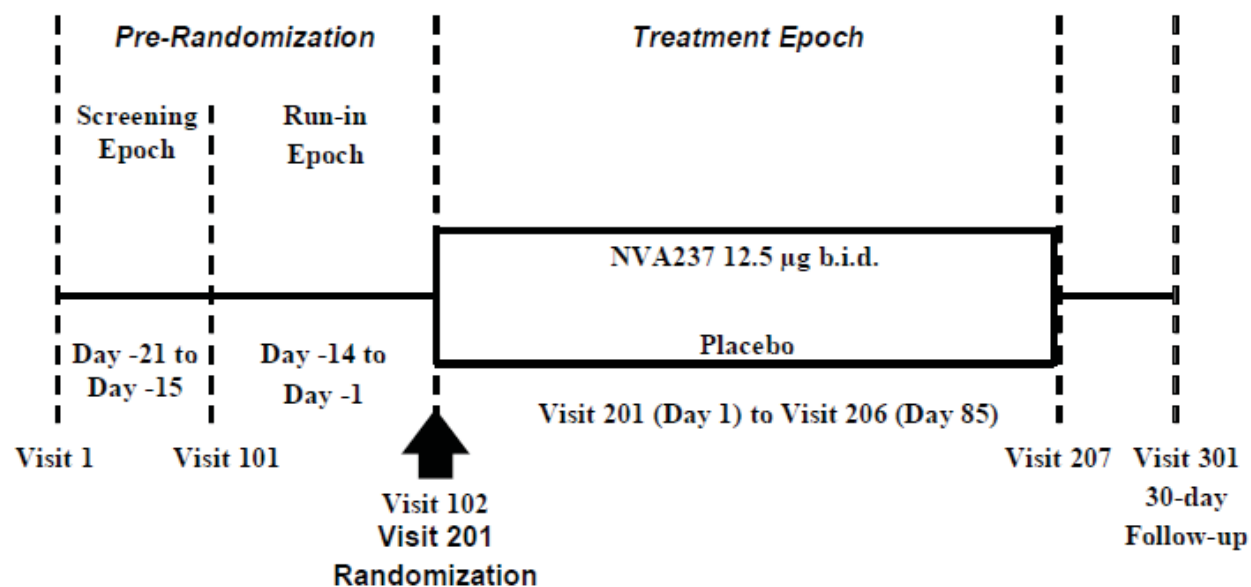 Pre-Randomization
Treatment Epoch
Screening
Epoch
Run-in
Epoch
NVA237 12.5 µg b.i.d.
Placebo
Day -21 to
Day -15
Day -14 to
Day -1
Visit 201 (Day 1) to Visit 206 (Day 85)
Visit 1
Visit 101
Visit 102
Visit 201
Randomization
Visit 207
Visit 301
30-day
Follow-up